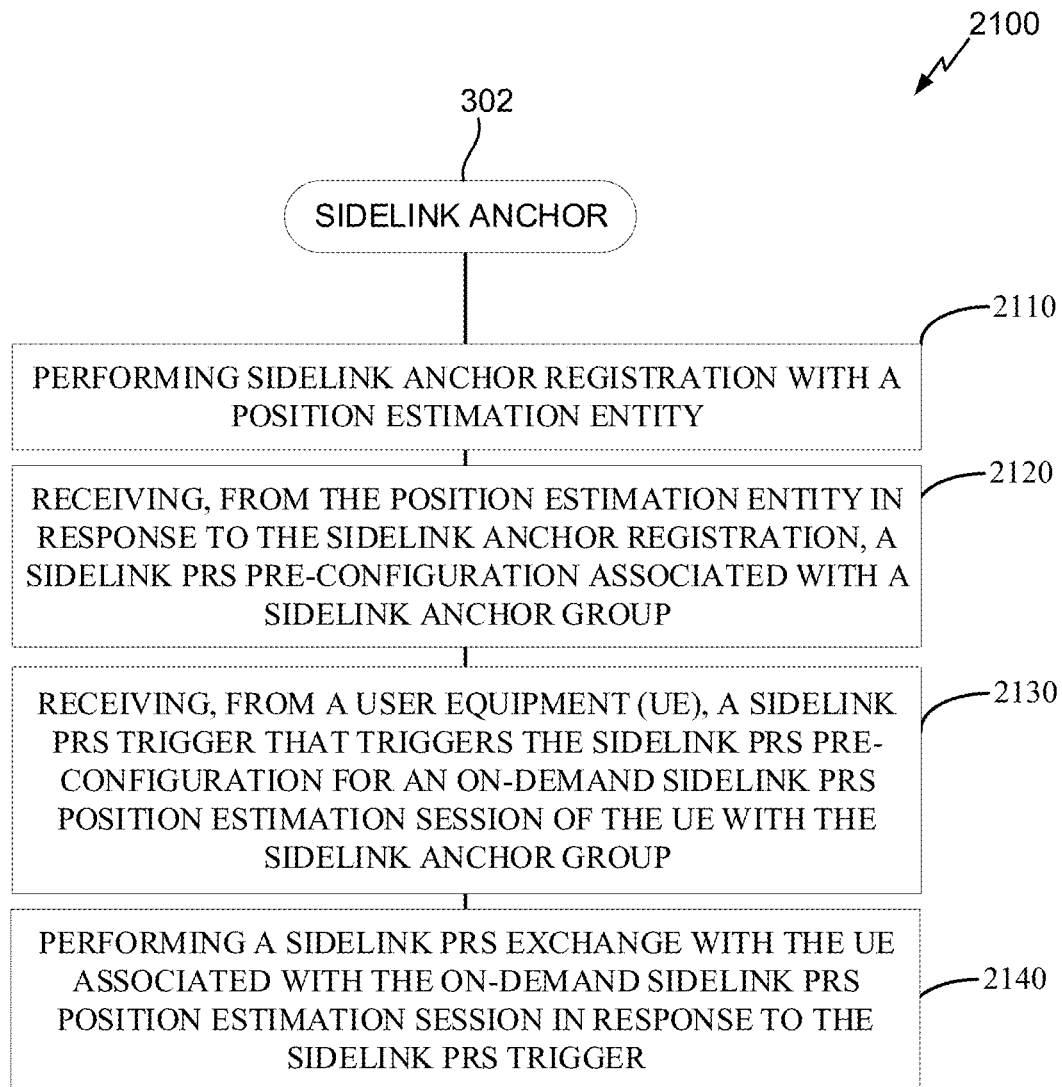 2100
302
SIDELINK ANCHOR
2110
PERFORMING SIDELINK ANCHOR REGISTRATION WITH A
POSITION ESTIMATION ENTITY
2120
RECEIVING, FROM THE POSITION ESTIMATION ENTITY IN
RESPONSE TO THE SIDELINK ANCHOR REGISTRATION, A
SIDELINK PRS PRE-CONFIGURATION ASSOCIATED WITH A
SIDELINK ANCHOR GROUP
2130
RECEIVING, FROM A USER EQUIPMENT (UE), A SIDELINK
PRS TRIGGER THAT TRIGGERS THE SIDELINK PRS PRE-
CONFIGURATION FOR AN ON-DEMAND SIDELINK PRS
POSITION ESTIMATION SESSION OF THE UE WITH THE
SIDELINK ANCHOR GROUP
PERFORMING A SIDELINK PRS EXCHANGE WITH THE UE
ASSOCIATED WITH THE ON-DEMAND SIDELINK PRS
POSITION ESTIMATION SESSION IN RESPONSE TO THE
SIDELINK PRS TRIGGER
2140